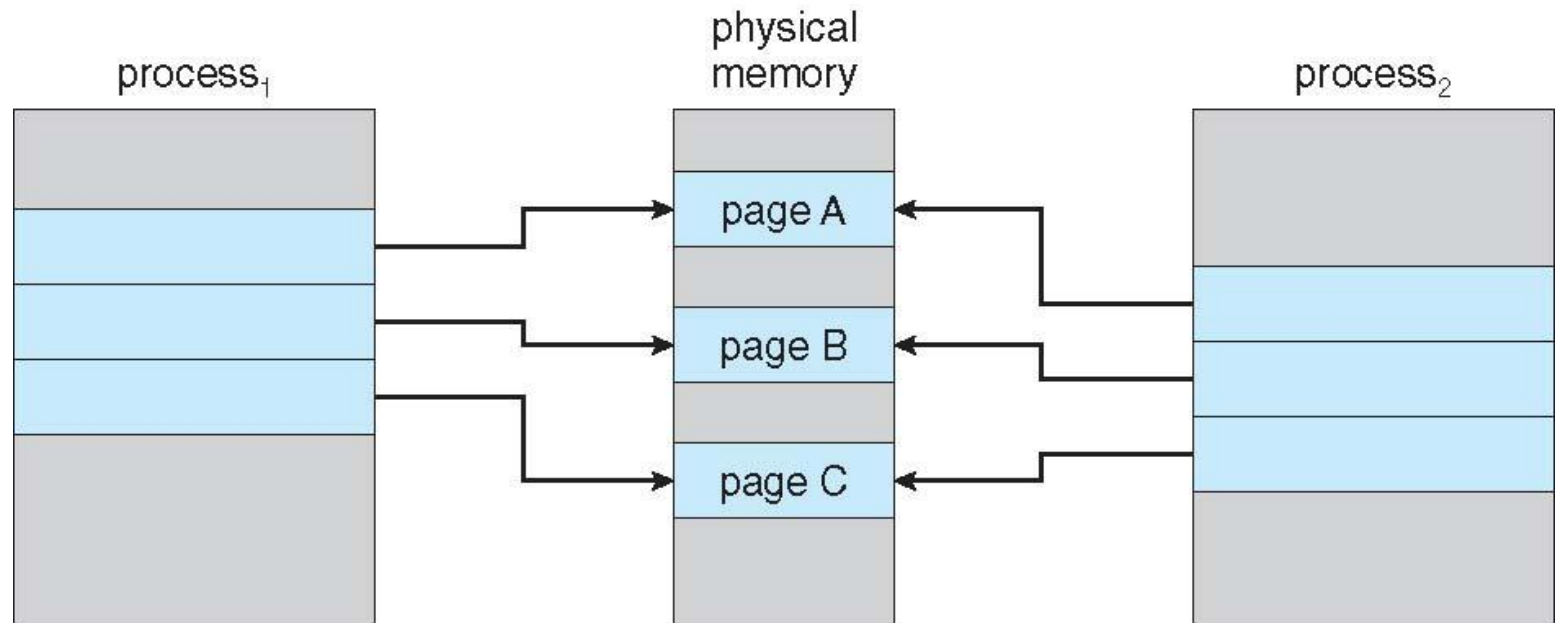 process₁
physical
memory
process₂
page A
page B
page C